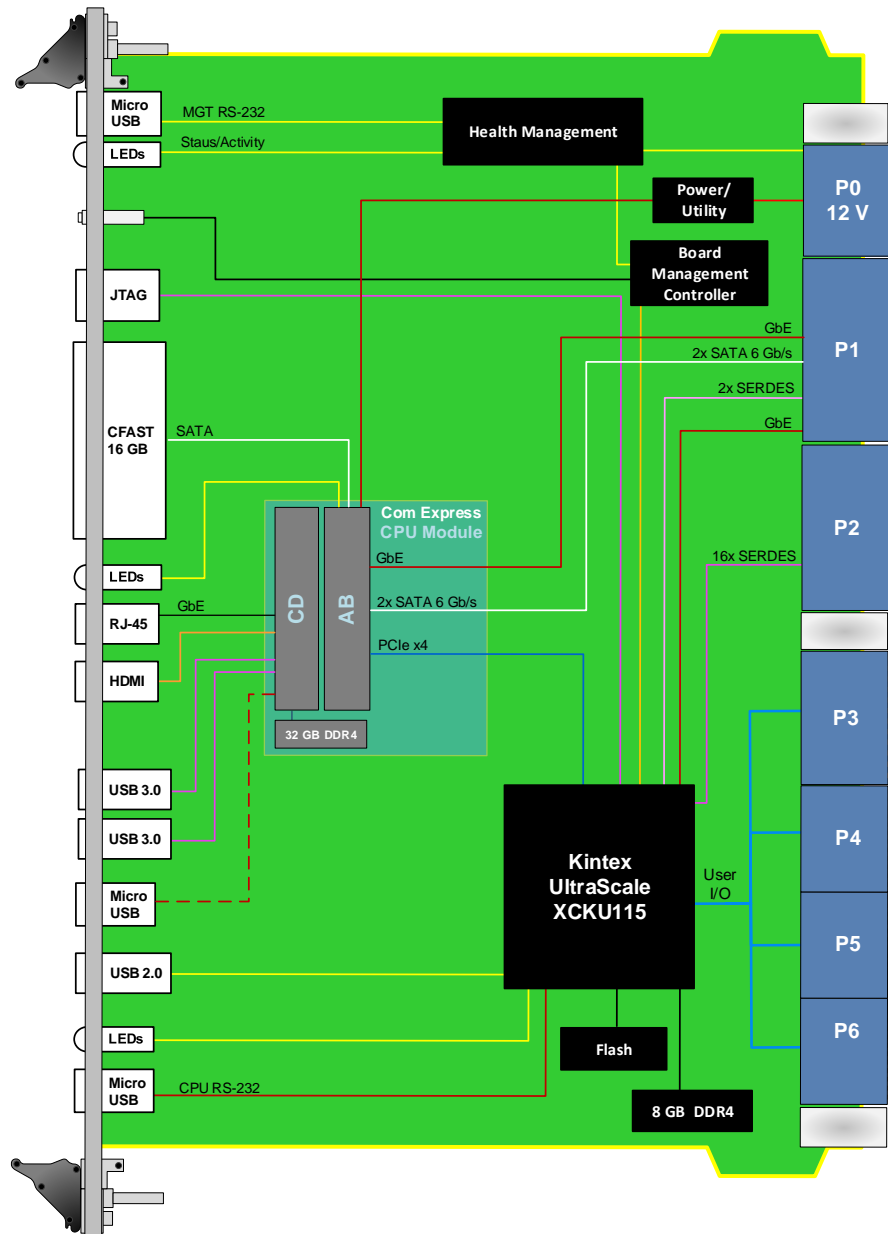 Micro
USB
MGT RS-232
Health Management
LEDs
Staus/Activity
P0
12 V
Power/
Utility
Board
Management
Controller
JTAG
GbE
P1
2x SATA 6 Gb/s
2x SERDES
GbE
CFAST
16 GB
SATA
Com Express
CPU Module
CD
AB
GbE
2x SATA 6 Gb/s
PCIe x4
32 GB DDR4
P2
16x SERDES
LEDs
RJ-45
GbE
HDMI
P3
USB 3.0
USB 3.0
P4
Kintex
UltraScale
XCKU115
User
I/O
Micro
USB
P5
USB 2.0
P6
LEDs
Flash
Micro
USB
CPU RS-232
8 GB DDR4